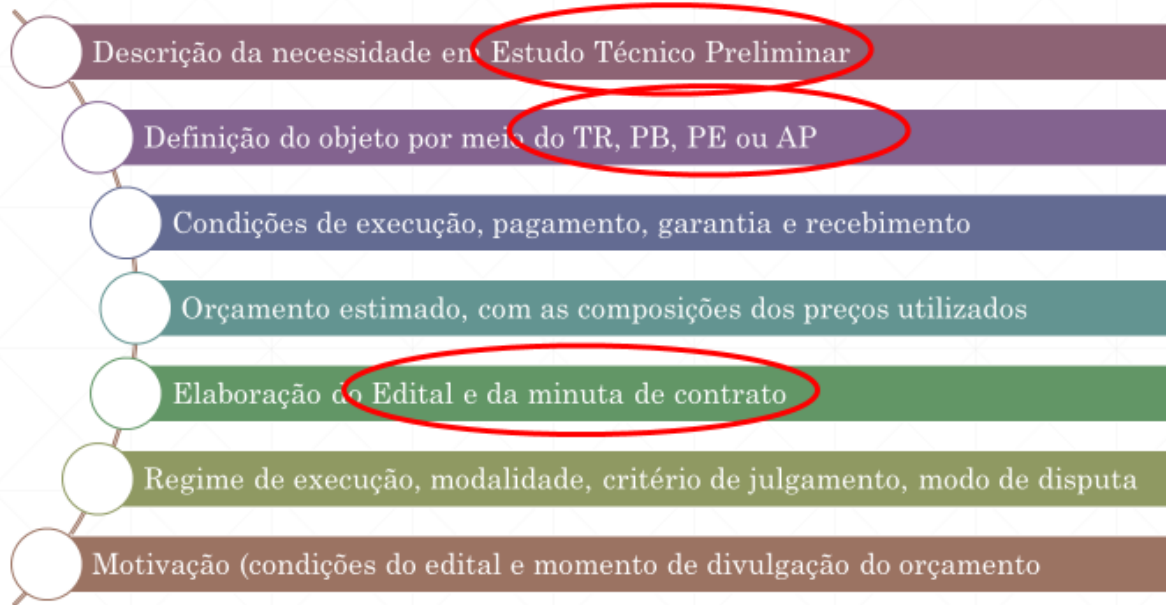 Descrição da necessidade em Estudo Técnico Preliminar
Definição do objeto por meio do TR, PB, PE ou AP
Condições de execução, pagamento, garantia e recebimento
Orçamento estimado, com as composições dos preços utilizados
Elaboração do Edital e da minuta de contrato
Regime de execução, modalidade, critério de julgamento, modo de disputa
Motivação (condições do edital e momento de divulgação do orçamento